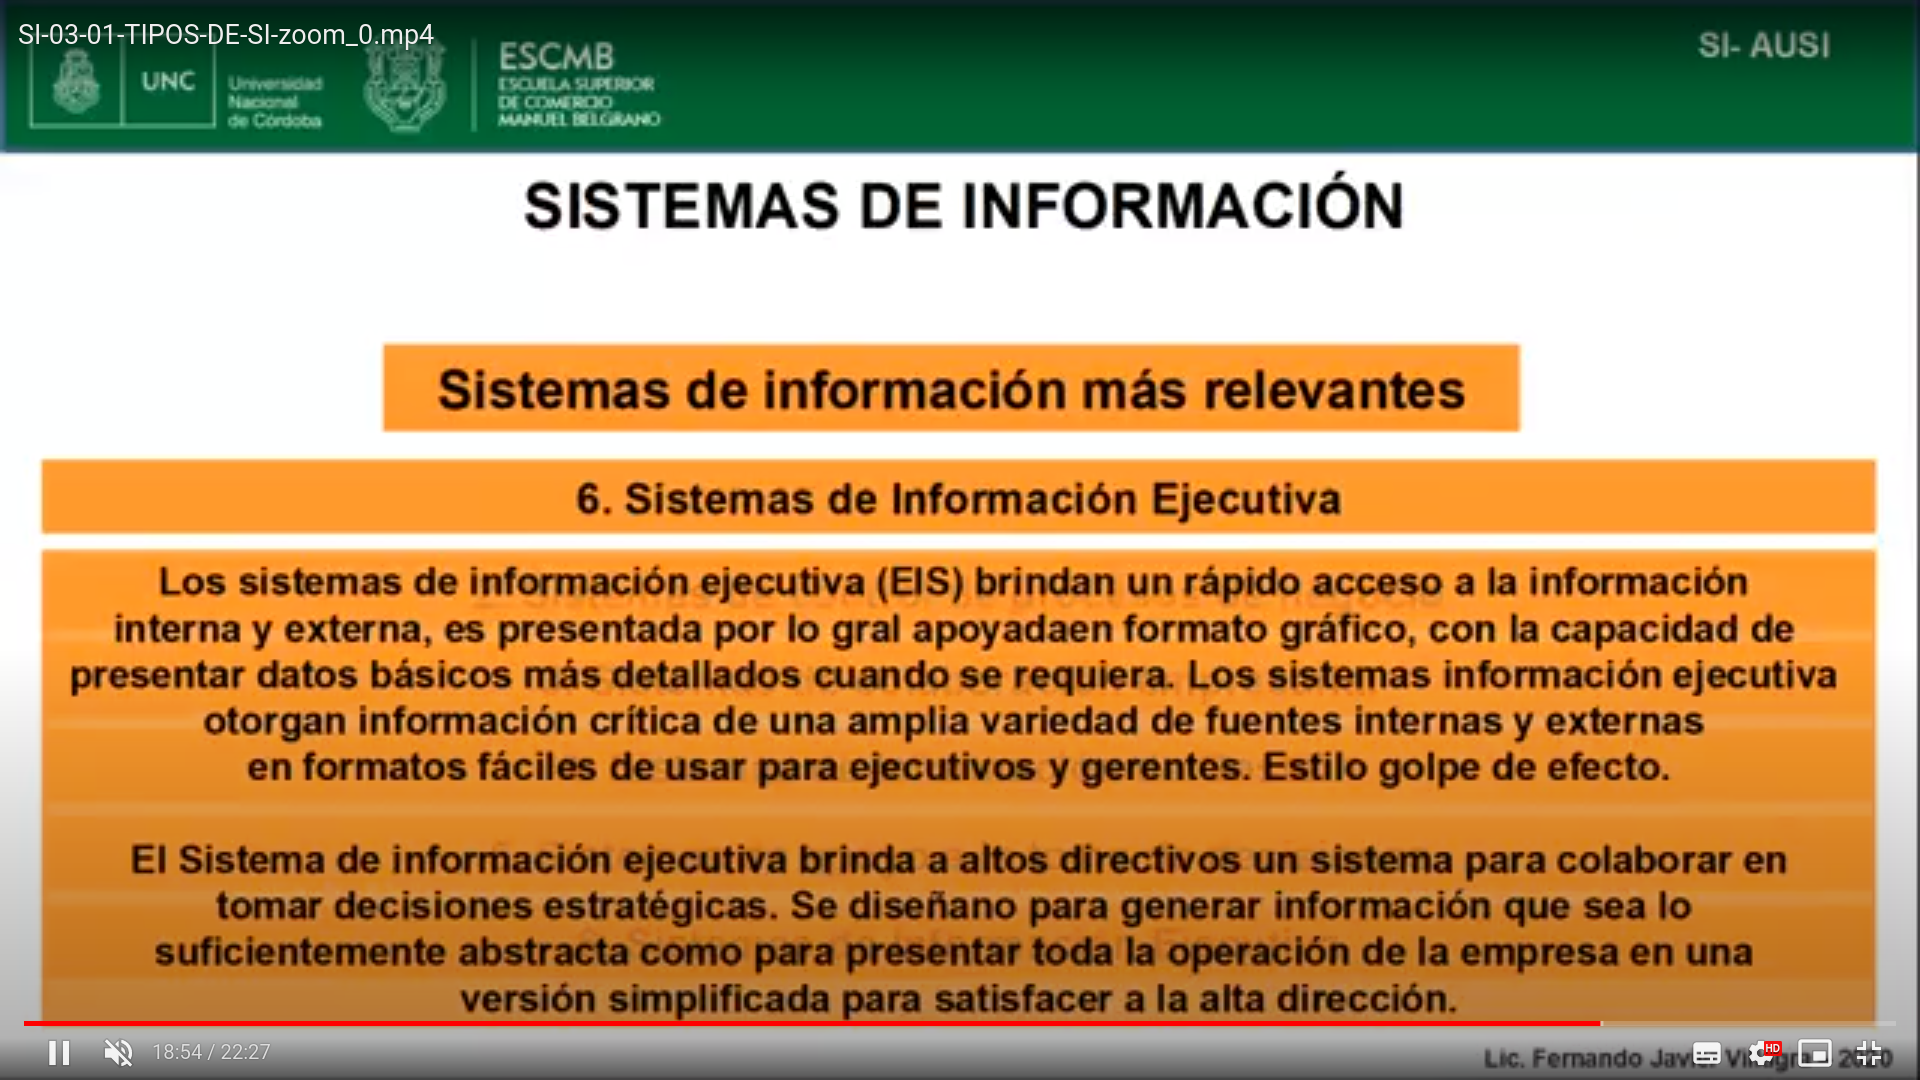 SI-03-01-TIPOS-DE-SI-zoom_0.mp4
SI- AUSI
UNC
Universidad
Nacional
de Córdoba
ESCMB
ESCUELA SUPERIOR
DE COMERCIO
MANUEL BELGRANO
SISTEMAS DE INFORMACIÓN
Sistemas de información más relevantes
6. Sistemas de Información Ejecutiva
Los sistemas de información ejecutiva (EIS) brindan un rápido acceso a la información
interna y externa, es presentada por lo gral apoyadaen formato gráfico, con la capacidad de
presentar datos básicos más detallados cuando se requiera. Los sistemas información ejecutiva
otorgan información crítica de una amplia variedad de fuentes internas y externas
en formatos fáciles de usar para ejecutivos y gerentes. Estilo golpe de efecto.
El Sistema de información ejecutiva brinda a altos directivos un sistema para colaborar en
tomar decisiones estratégicas. Se diseñano para generar información que sea lo
suficientemente abstracta como para presentar toda la operación de la empresa en una
versión simplificada para satisfacer a la alta dirección.
18:54 / 22:27
HD
Lic. Fernando